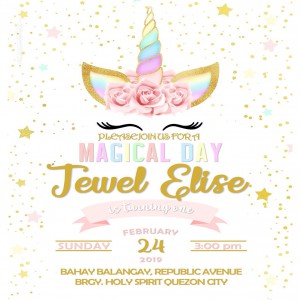 PLEASE JOIN US FOR A
MAGICAL DAY
Jewel Elise
is turning one
FEBRUARY
SUNDAY 24 3:00 pm
2019
BAHAY BALANGAY, REPUBLIC AVENUE
BRGY. HOLY SPIRIT QUEZON CITY